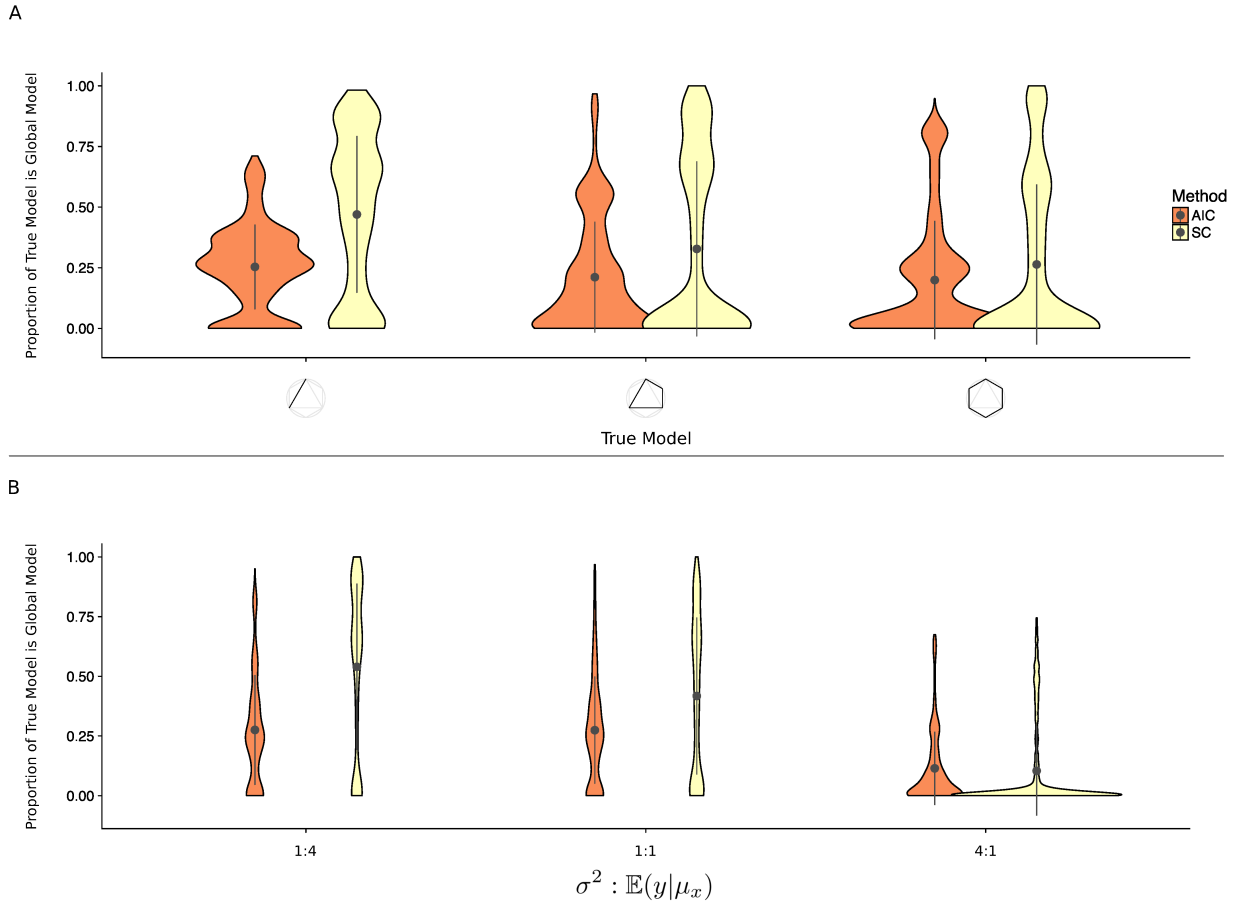 A
Proportion of True Model is Global Model
1.00
0.75
0.50
0.25
0.00
Method
AIC
SC
True Model
B
Proportion of True Model is Global Model
1.00
0.75
0.50
0.25
0.00
1:4
1:1
4:1
σ² : 𝔼(y|μₓ)